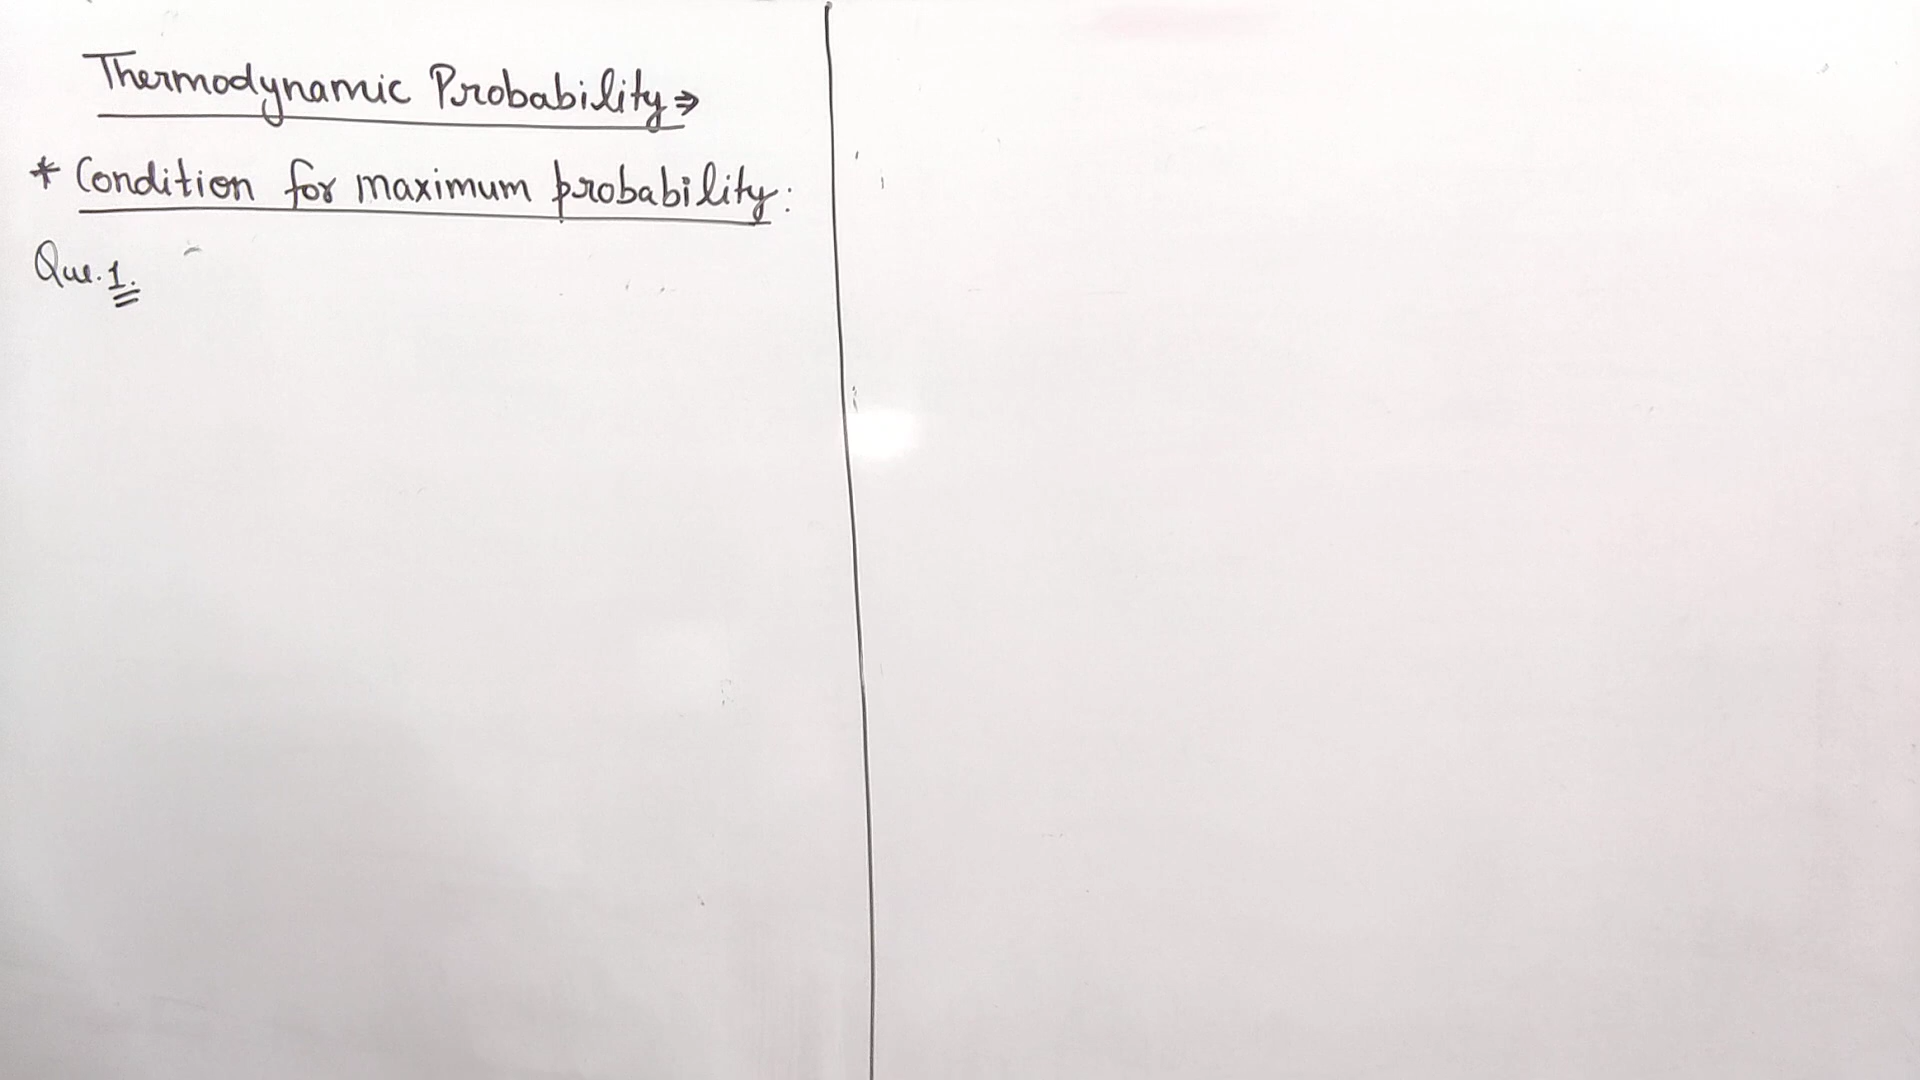 Thermodynamic Probability ⇒
* Condition for maximum probability:
Que. 1.